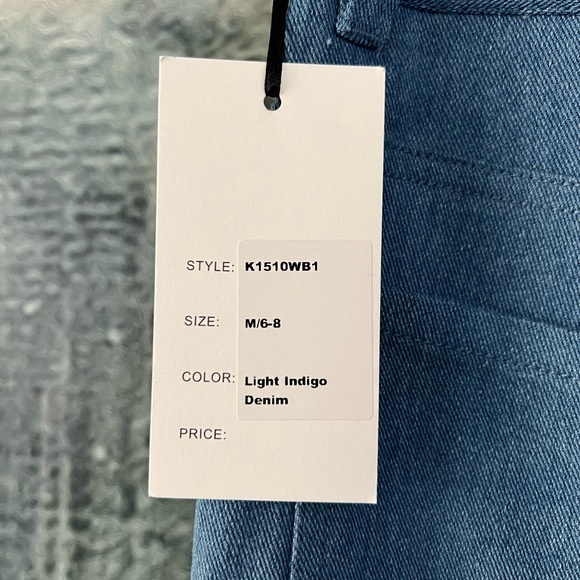 STYLE: K1510WB1
SIZE: M/6-8
COLOR: Light Indigo
Denim
PRICE: